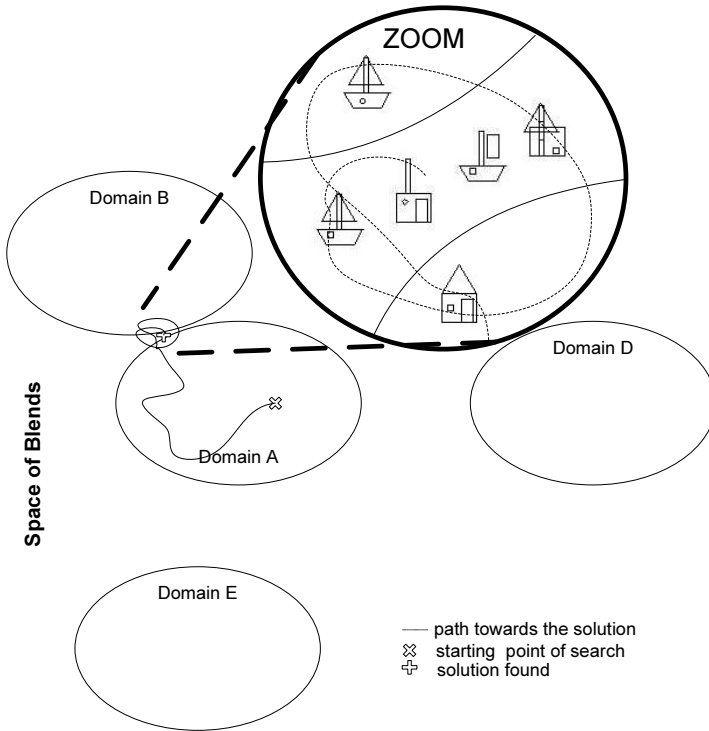 ZOOM
Domain B
Domain D
Domain A
Space of Blends
Domain E
path towards the solution
starting point of search
solution found